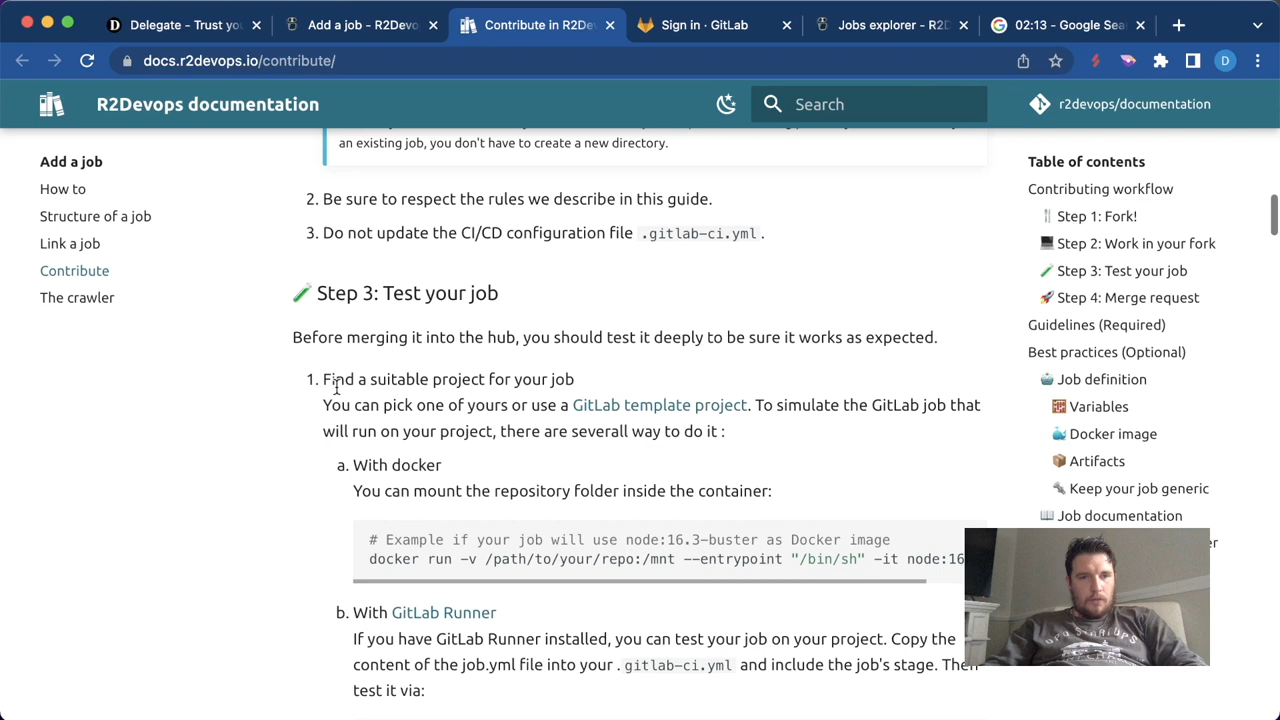 Delegate - Trust yo
Add a job - R2Devo
Contribute in R2De
Sign in · GitLab
Jobs explorer - R2D
02:13 - Google Sea
docs.r2devops.io/contribute/
D
R2Devops documentation
Search
r2devops/documentation
Add a job
How to
Structure of a job
Link a job
Contribute
The crawler
an existing job, you don't have to create a new directory.
2. Be sure to respect the rules we describe in this guide.
3. Do not update the CI/CD configuration file .gitlab-ci.yml.
Step 3: Test your job
Before merging it into the hub, you should test it deeply to be sure it works as expected.
1. Find a suitable project for your job
You can pick one of yours or use a GitLab template project. To simulate the GitLab job that
will run on your project, there are severall way to do it :
a. With docker
You can mount the repository folder inside the container:
# Example if your job will use node:16.3-buster as Docker image
docker run -v /path/to/your/repo:/mnt --entrypoint "/bin/sh" -it node:16
b. With GitLab Runner
If you have GitLab Runner installed, you can test your job on your project. Copy the
content of the job.yml file into your . gitlab-ci.yml and include the job's stage. Then
test it via:
Table of contents
Contributing workflow
Step 1: Fork!
Step 2: Work in your fork
Step 3: Test your job
Step 4: Merge request
Guidelines (Required)
Best practices (Optional)
Job definition
Variables
Docker image
Artifacts
Keep your job generic
Job documentation